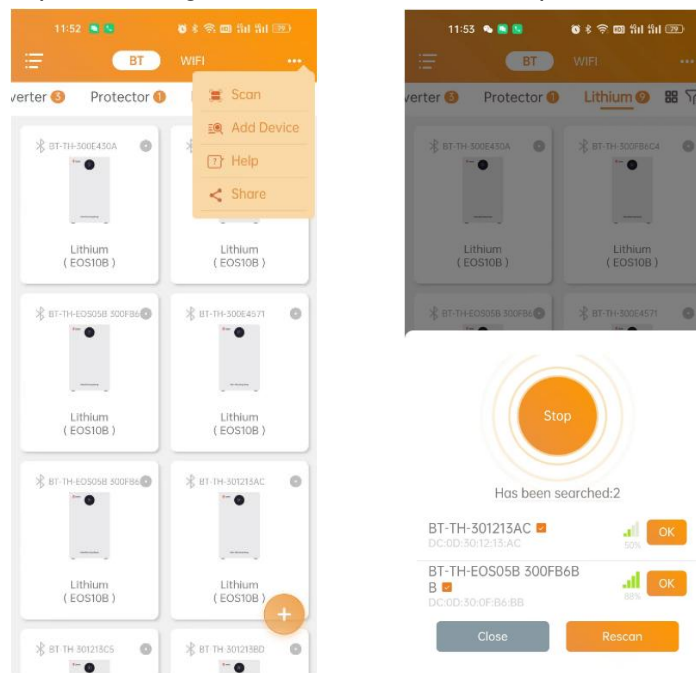 11:52
BT
WIFI
Scan
Add Device
Help
Share
verter 3
Protector 1
BT-TH-300E430A
Lithium
( EOS10B )
Lithium
( EOS10B )
BT-TH-EOS05B 300FB6
BT-TH-300E4571
Lithium
( EOS10B )
Lithium
( EOS10B )
BT-TH-EOS05B 300FB6
BT-TH-301213AC
Lithium
( EOS10B )
Lithium
( EOS10B )
BT-TH-301213C5
BT-TH-301213BD
11:53
BT
WIFI
verter 3
Protector 1
Lithium 9
BT-TH-300E430A
BT-TH-300FB6C4
Lithium
( EOS10B )
Lithium
( EOS10B )
BT-TH-EOS05B 300FB6
BT-TH-300E4571
Stop
Has been searched:2
BT-TH-301213AC
DC:0D:30:12:13:AC
50%
OK
BT-TH-EOS05B 300FB6B
B
DC:0D:30:0F:B6:BB
88%
OK
Close
Rescan